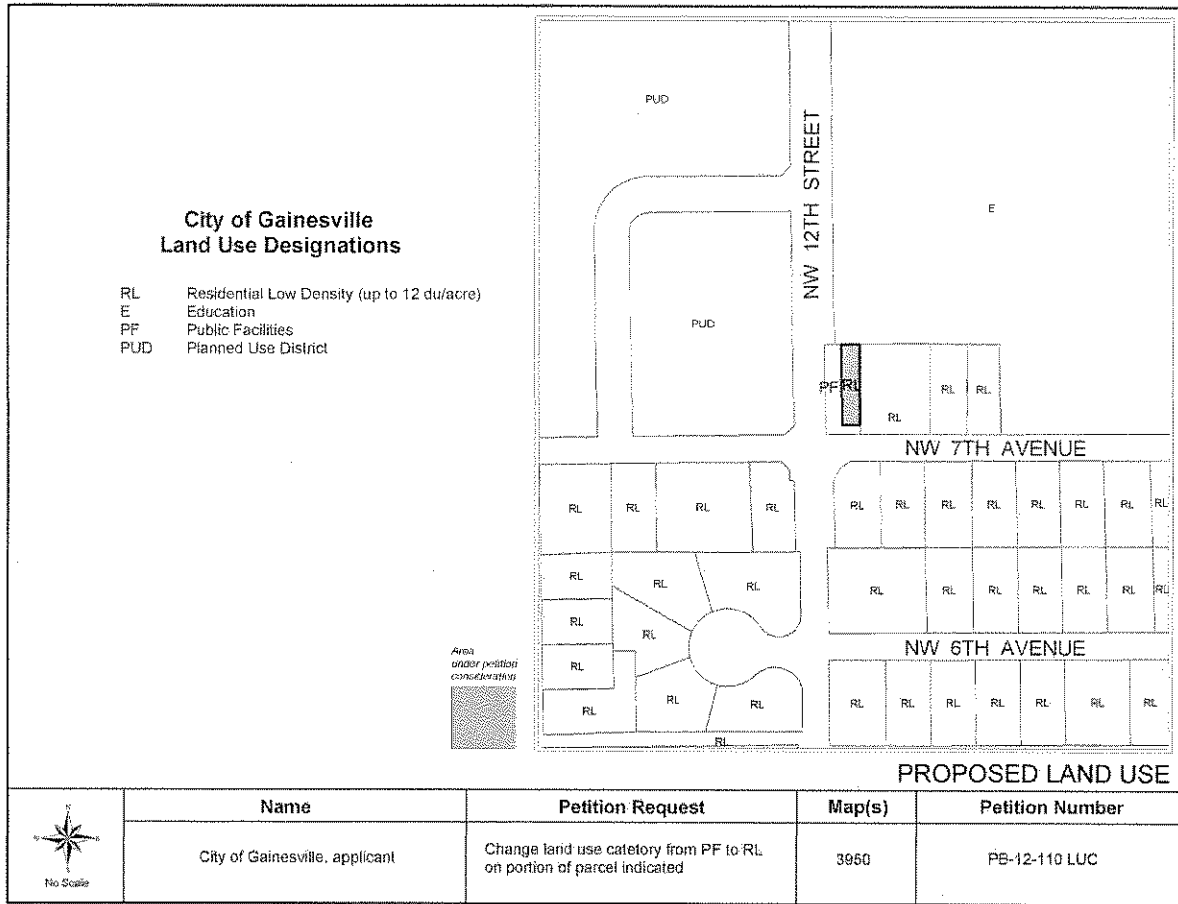 City of Gainesville
Land Use Designations
RL Residential Low Density (up to 12 du/acre)
E Education
PF Public Facilities
PUD Planned Use District
Area
under petition
consideration
PUD
NW 12TH STREET
E
PUD
PF RL RL RL RL
NW 7TH AVENUE
RL RL RL RL
RL RL RL RL RL RL RL RL
RL RL RL
RL RL RL RL RL RL RL
RL RL
NW 6TH AVENUE
RL
RL RL RL
RL RL RL RL RL RL RL
RL
PROPOSED LAND USE
N
No Scale
Name Petition Request Map(s) Petition Number
City of Gainesville, applicant Change land use catetory from PF to RL 3950 PB-12-110 LUC
on portion of parcel indicated